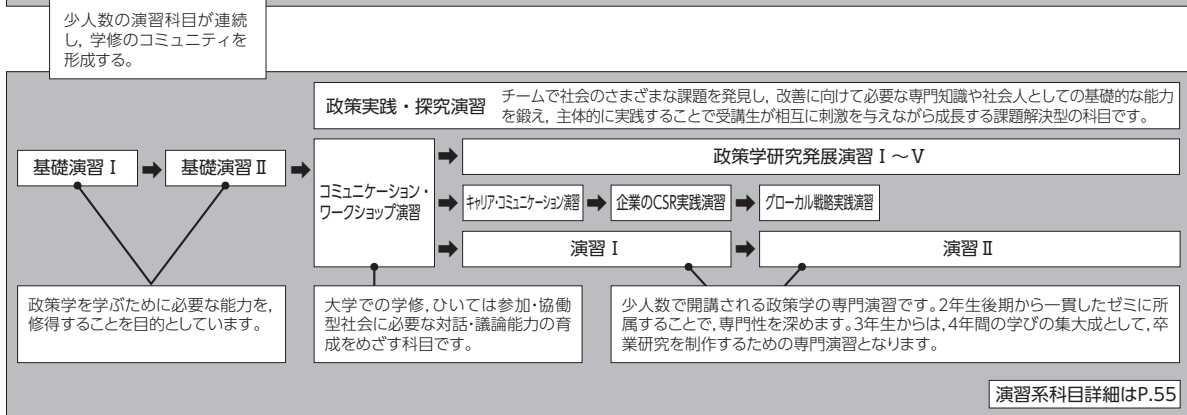 少人数の演習科目が連続
し, 学修のコミュニティを
形成する。
政策実践・探究演習
チームで社会のさまざまな課題を発見し, 改善に向けて必要な専門知識や社会人としての基礎的な能力
を鍛え, 主体的に実践することで受講生が相互に刺激を与えながら成長する課題解決型の科目です。
基礎演習Ⅰ
基礎演習Ⅱ
コミュニケーション・
ワークショップ演習
政策学研究発展演習Ⅰ～Ⅴ
キャリア・コミュニケーション演習
企業のCSR実践演習
グローカル戦略実践演習
演習Ⅰ
演習Ⅱ
政策学を学ぶために必要な能力を,
修得することを目的としています。
大学での学修,ひいては参加・協働
型社会に必要な対話・議論能力の育
成をめざす科目です。
少人数で開講される政策学の専門演習です。2年生後期から一貫したゼミに所
属することで,専門性を深めます。3年生からは,4年間の学びの集大成として,卒
業研究を制作するための専門演習となります。
演習系科目詳細はP.55